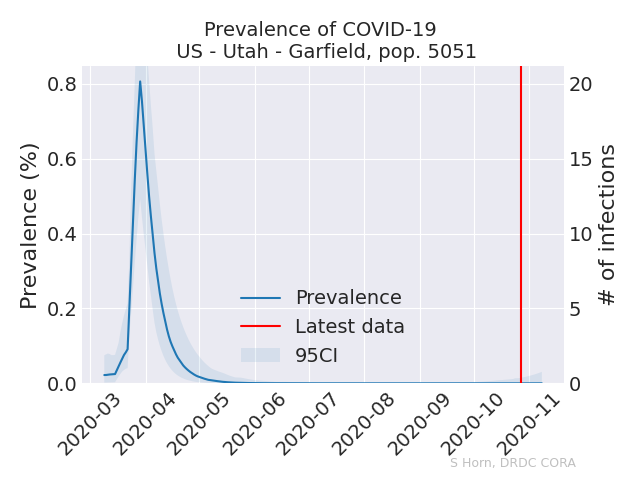 Prevalence of COVID-19
US - Utah - Garfield, pop. 5051
Prevalence (%)
0.8
0.6
0.4
0.2
0.0
20
15
10
5
0
# of infections
Prevalence
Latest data
95CI
2020-03
2020-04
2020-05
2020-06
2020-07
2020-08
2020-09
2020-10
2020-11
S Horn, DRDC CORA